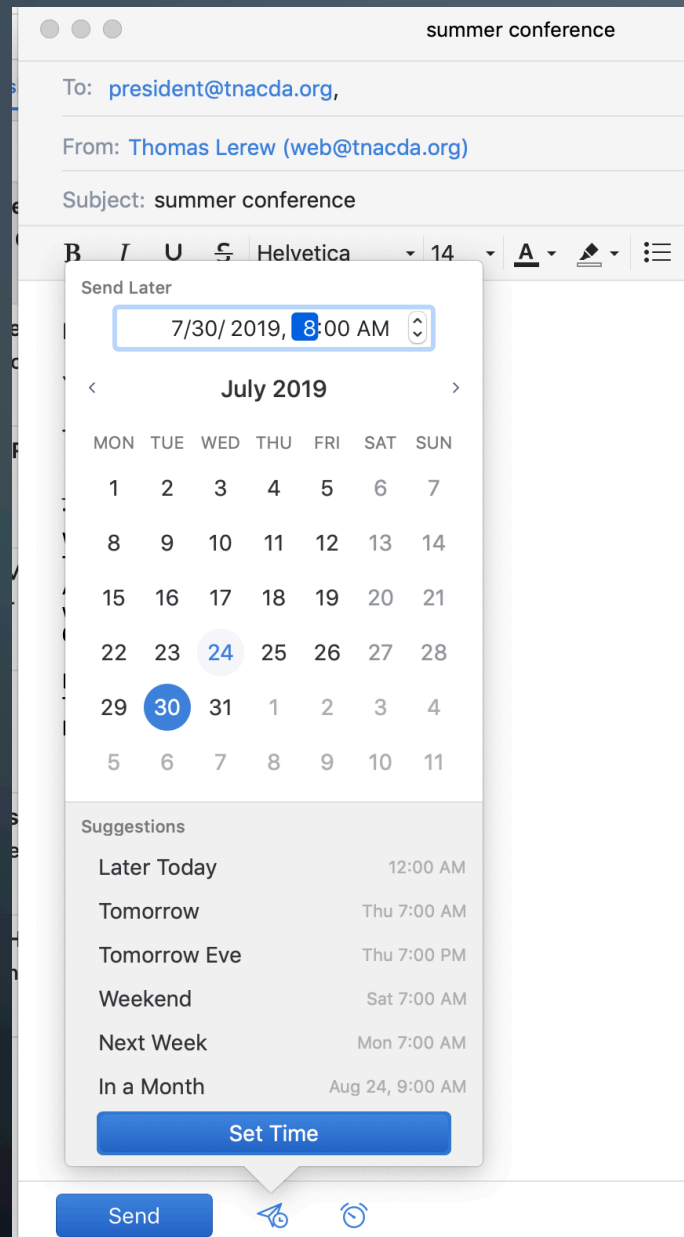 summer conference
To: president@tnacda.org,
From: Thomas Lerew (web@tnacda.org)
Subject: summer conference
B I U S Helvetica 14 A
Send Later
7/30/ 2019, 8:00 AM
July 2019
MON TUE WED THU FRI SAT SUN
1 2 3 4 5 6 7
8 9 10 11 12 13 14
15 16 17 18 19 20 21
22 23 24 25 26 27 28
29 30 31 1 2 3 4
5 6 7 8 9 10 11
Suggestions
Later Today 12:00 AM
Tomorrow Thu 7:00 AM
Tomorrow Eve Thu 7:00 PM
Weekend Sat 7:00 AM
Next Week Mon 7:00 AM
In a Month Aug 24, 9:00 AM
Set Time
Send